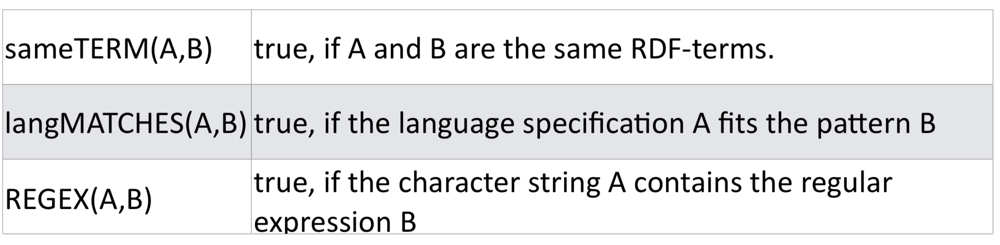 sameTERM(A,B) true, if A and B are the same RDF-terms.
langMATCHES(A,B) true, if the language specification A fits the pattern B
REGEX(A,B) true, if the character string A contains the regular
expression B